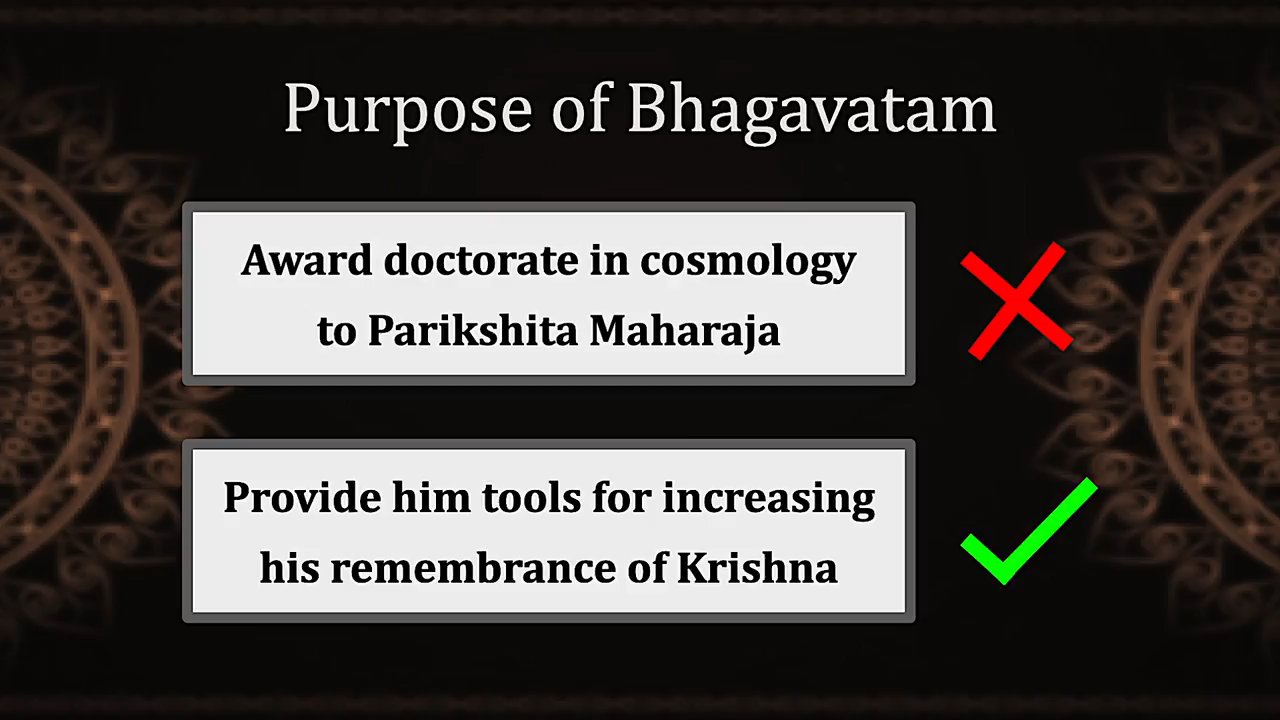 Purpose of Bhagavatam
Award doctorate in cosmology
to Parikshita Maharaja
Provide him tools for increasing
his remembrance of Krishna